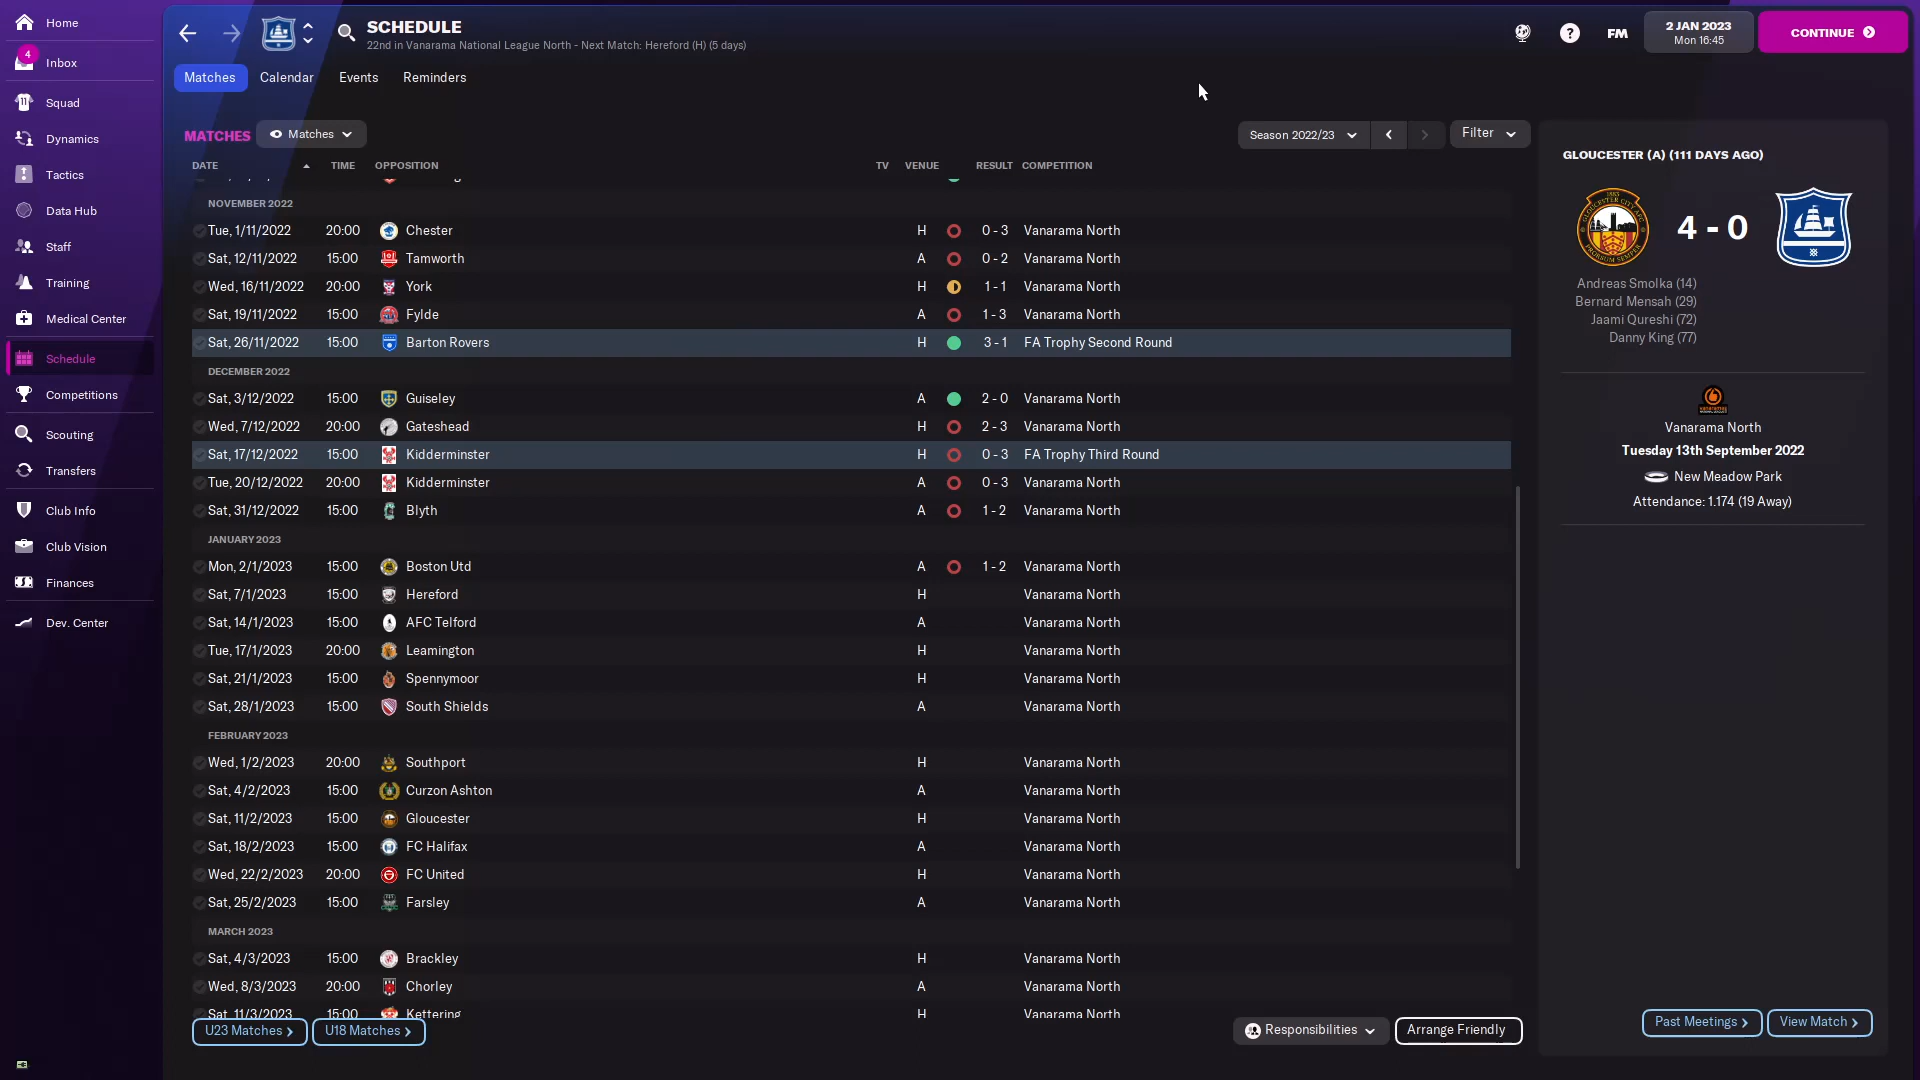 Home
4
Inbox
Squad
Dynamics
Tactics
Data Hub
Staff
Training
Medical Center
Schedule
Competitions
Scouting
Transfers
Club Info
Club Vision
Finances
Dev. Center
SCHEDULE
22nd in Vanarama National League North - Next Match: Hereford (H) (5 days)
FM
2 JAN 2023
Mon 16:45
CONTINUE
Matches Calendar Events Reminders
MATCHES Matches
Season 2022/23 Filter
DATE TIME OPPOSITION TV VENUE RESULT COMPETITION
NOVEMBER 2022
Tue, 1/11/2022 20:00 Chester H 0 - 3 Vanarama North
Sat, 12/11/2022 15:00 Tamworth A 0 - 2 Vanarama North
Wed, 16/11/2022 20:00 York H 1 - 1 Vanarama North
Sat, 19/11/2022 15:00 Fylde A 1 - 3 Vanarama North
Sat, 26/11/2022 15:00 Barton Rovers H 3 - 1 FA Trophy Second Round
DECEMBER 2022
Sat, 3/12/2022 15:00 Guiseley A 2 - 0 Vanarama North
Wed, 7/12/2022 20:00 Gateshead H 2 - 3 Vanarama North
Sat, 17/12/2022 15:00 Kidderminster H 0 - 3 FA Trophy Third Round
Tue, 20/12/2022 20:00 Kidderminster A 0 - 3 Vanarama North
Sat, 31/12/2022 15:00 Blyth A 1 - 2 Vanarama North
JANUARY 2023
Mon, 2/1/2023 15:00 Boston Utd A 1 - 2 Vanarama North
Sat, 7/1/2023 15:00 Hereford H Vanarama North
Sat, 14/1/2023 15:00 AFC Telford A Vanarama North
Tue, 17/1/2023 20:00 Leamington H Vanarama North
Sat, 21/1/2023 15:00 Spennymoor H Vanarama North
Sat, 28/1/2023 15:00 South Shields A Vanarama North
FEBRUARY 2023
Wed, 1/2/2023 20:00 Southport H Vanarama North
Sat, 4/2/2023 15:00 Curzon Ashton A Vanarama North
Sat, 11/2/2023 15:00 Gloucester H Vanarama North
Sat, 18/2/2023 15:00 FC Halifax A Vanarama North
Wed, 22/2/2023 20:00 FC United H Vanarama North
Sat, 25/2/2023 15:00 Farsley A Vanarama North
MARCH 2023
Sat, 4/3/2023 15:00 Brackley H Vanarama North
Wed, 8/3/2023 20:00 Chorley A Vanarama North
Sat, 11/3/2023 15:00 Kettering H Vanarama North
U23 Matches U18 Matches
Responsibilities Arrange Friendly
GLOUCESTER (A) (111 DAYS AGO)
4 - 0
Andreas Smolka (14)
Bernard Mensah (29)
Jaami Qureshi (72)
Danny King (77)
Vanarama North
Tuesday 13th September 2022
New Meadow Park
Attendance: 1.174 (19 Away)
Past Meetings View Match